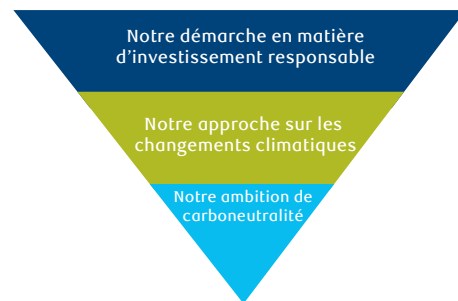 Notre démarche en matière
d'investissement responsable
Notre approche sur les
changements climatiques
Notre ambition de
carboneutralité